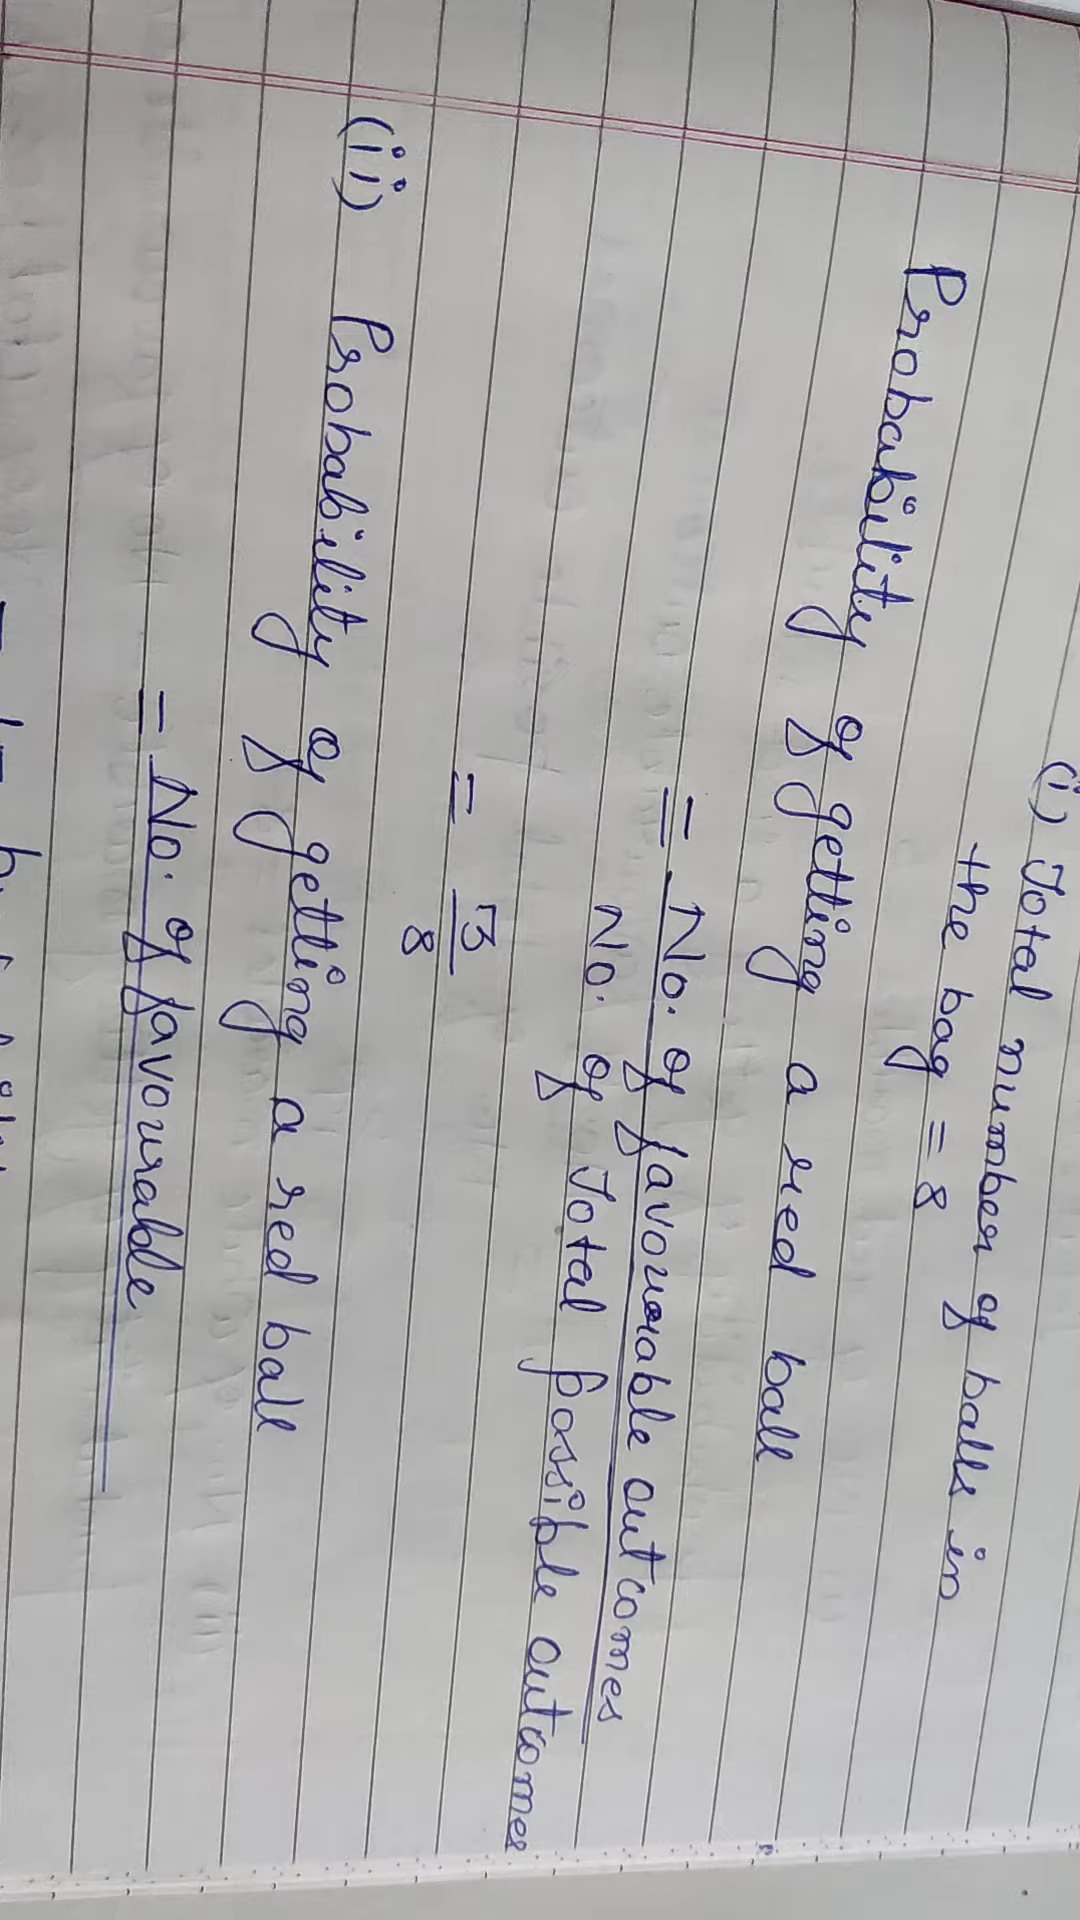 (i) Total number of balls in
the bag = 8
Probability of getting a red ball
= No. of favourable outcomes
No. of Total possible outcomes
= 3
8
(ii) Probability of getting a red ball
= No. of favourable